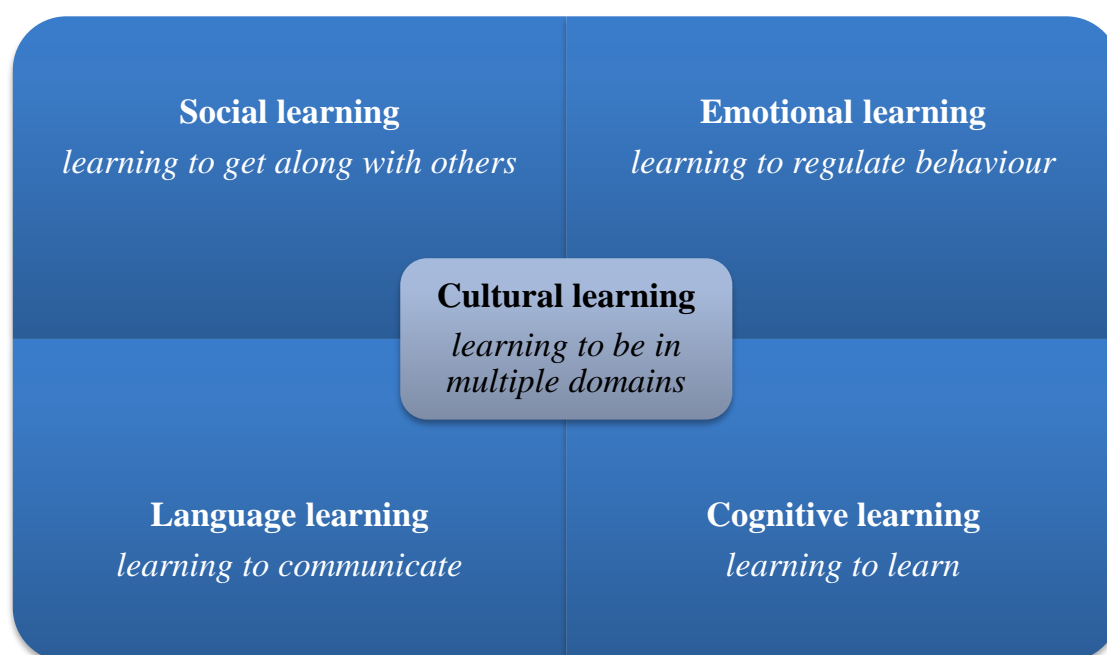 Social learning
learning to get along with others
Emotional learning
learning to regulate behaviour
Cultural learning
learning to be in
multiple domains
Language learning
learning to communicate
Cognitive learning
learning to learn